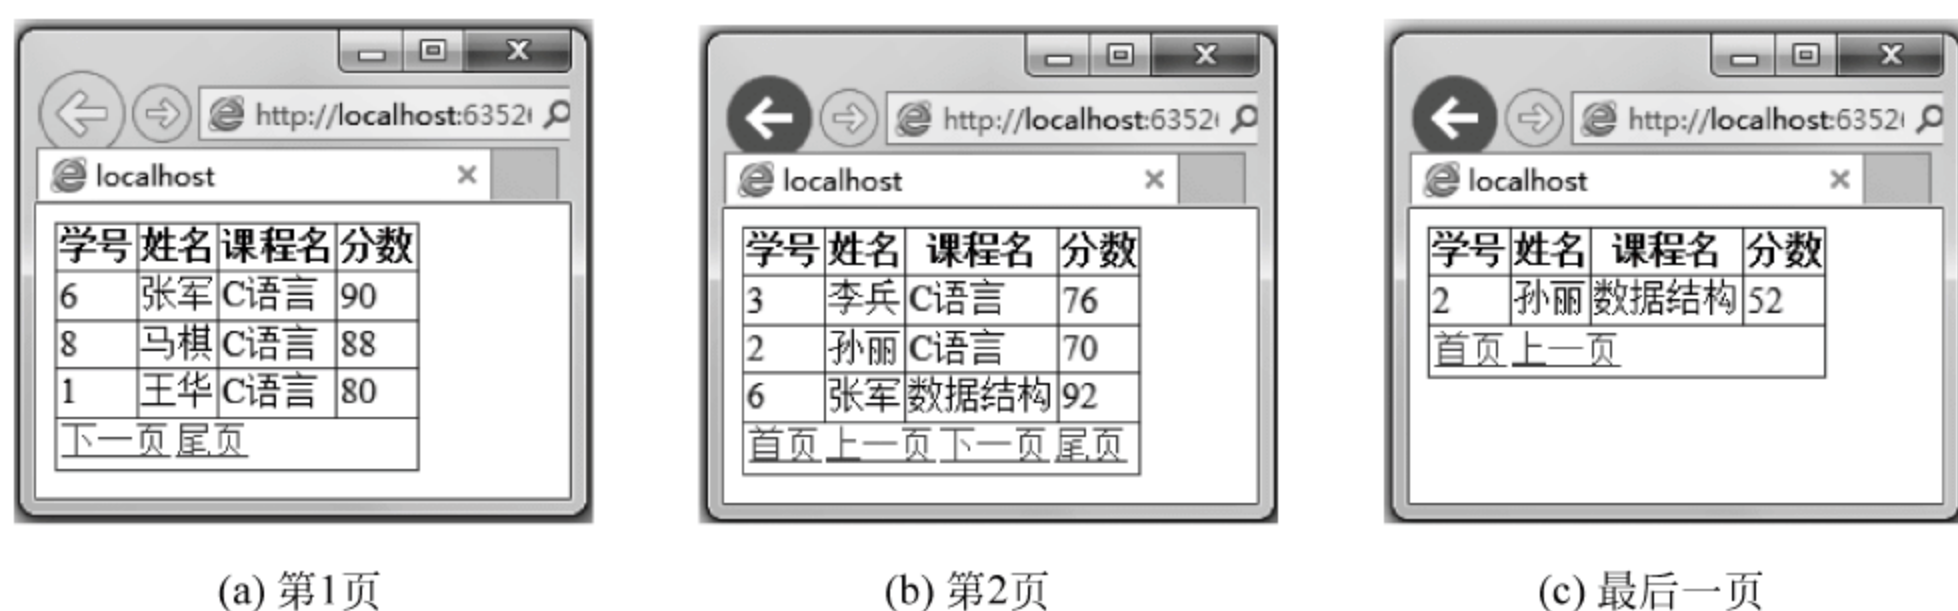 http://localhost:6352
localhost
学号 姓名 课程名 分数
6 张军 C语言 90
8 马棋 C语言 88
1 王华 C语言 80
下一页 尾页
(a) 第1页
http://localhost:6352
localhost
学号 姓名 课程名 分数
3 李兵 C语言 76
2 孙丽 C语言 70
6 张军 数据结构 92
首页 上一页 下一页 尾页
(b) 第2页
http://localhost:6352
localhost
学号 姓名 课程名 分数
2 孙丽 数据结构 52
首页 上一页
(c) 最后一页